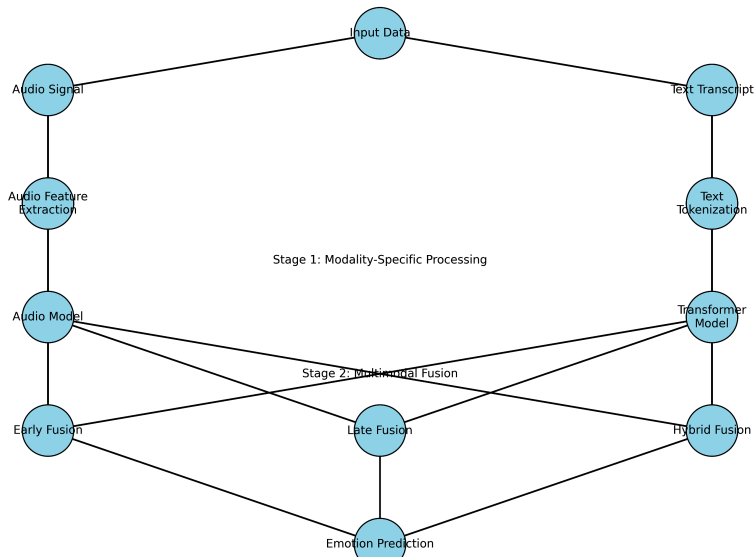 Input Data
Audio Signal
Text Transcript
Audio Feature
Extraction
Text
Tokenization
Stage 1: Modality-Specific Processing
Audio Model
Transformer
Model
Stage 2: Multimodal Fusion
Early Fusion
Late Fusion
Hybrid Fusion
Emotion Prediction